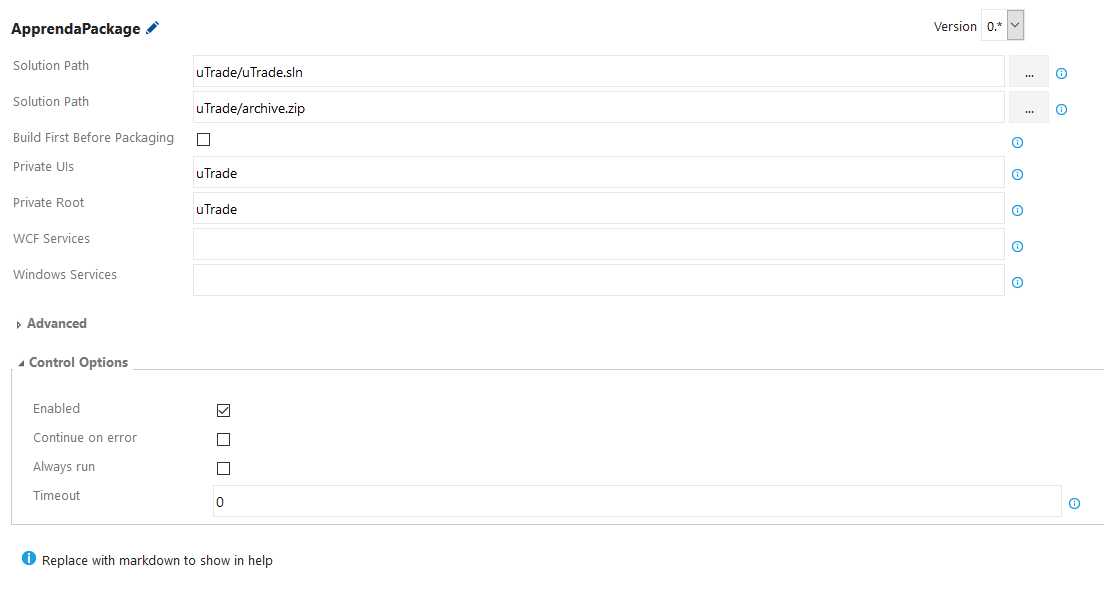 ApprendaPackage
Version 0.*
Solution Path uTrade/uTrade.sln ...
Solution Path uTrade/archive.zip ...
Build First Before Packaging
Private UIs uTrade
Private Root uTrade
WCF Services
Windows Services
Advanced
Control Options
Enabled
Continue on error
Always run
Timeout 0
Replace with markdown to show in help